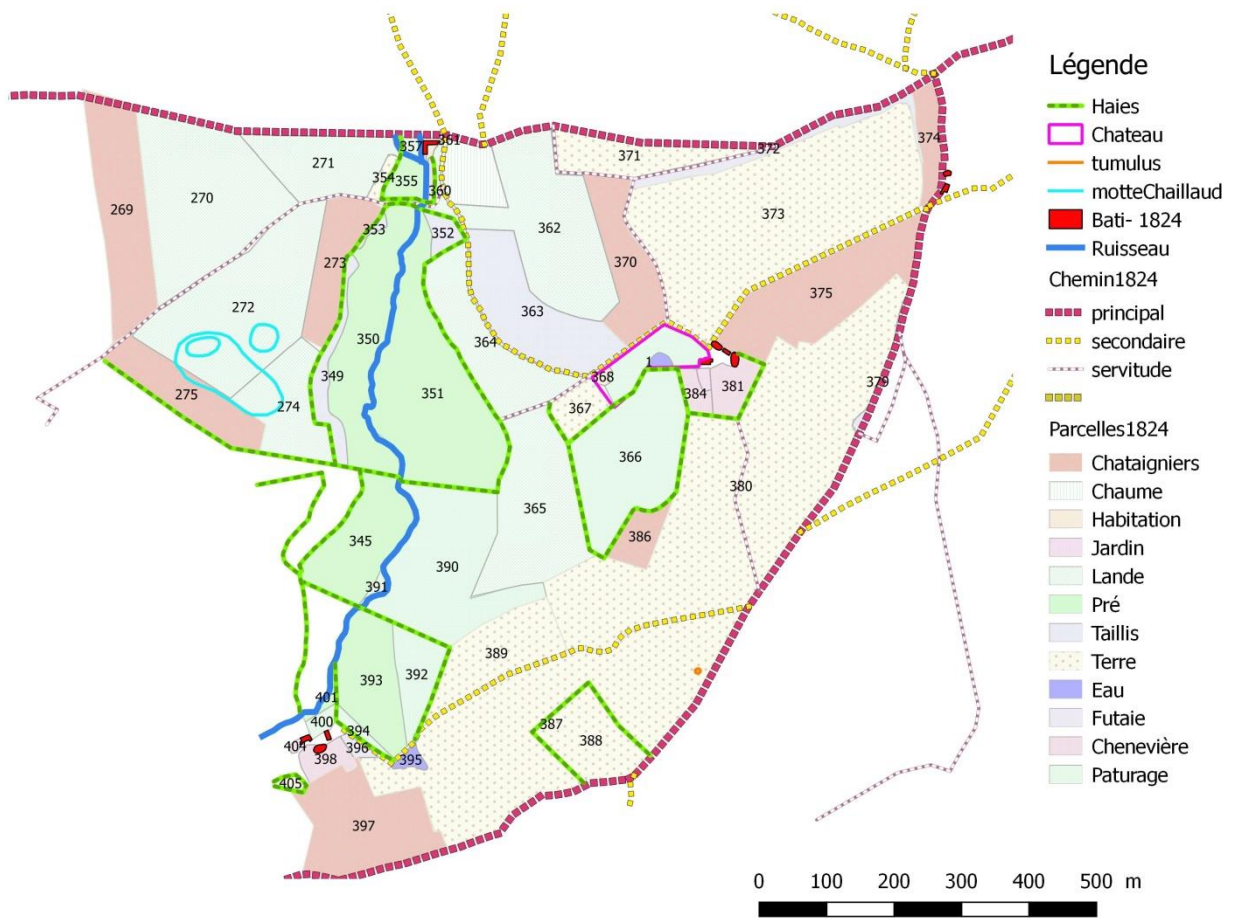 Légende
Haies
Chateau
tumulus
motteChaillaud
Bati- 1824
Ruisseau
Chemin1824
principal
secondaire
servitude
Parcelles1824
Chataigniers
Chaume
Habitation
Jardin
Lande
Pré
Taillis
Terre
Eau
Futaie
Chenevière
Paturage
357
361
271
371
372
374
354
355
360
269
270
353
352
362
373
273
370
272
350
363
375
364
349
1
368
275
274
351
367
384
381
379
366
365
380
345
386
390
391
389
393
392
401
387
388
400
394
404
398
396
395
405
397
0 100 200 300 400 500 m